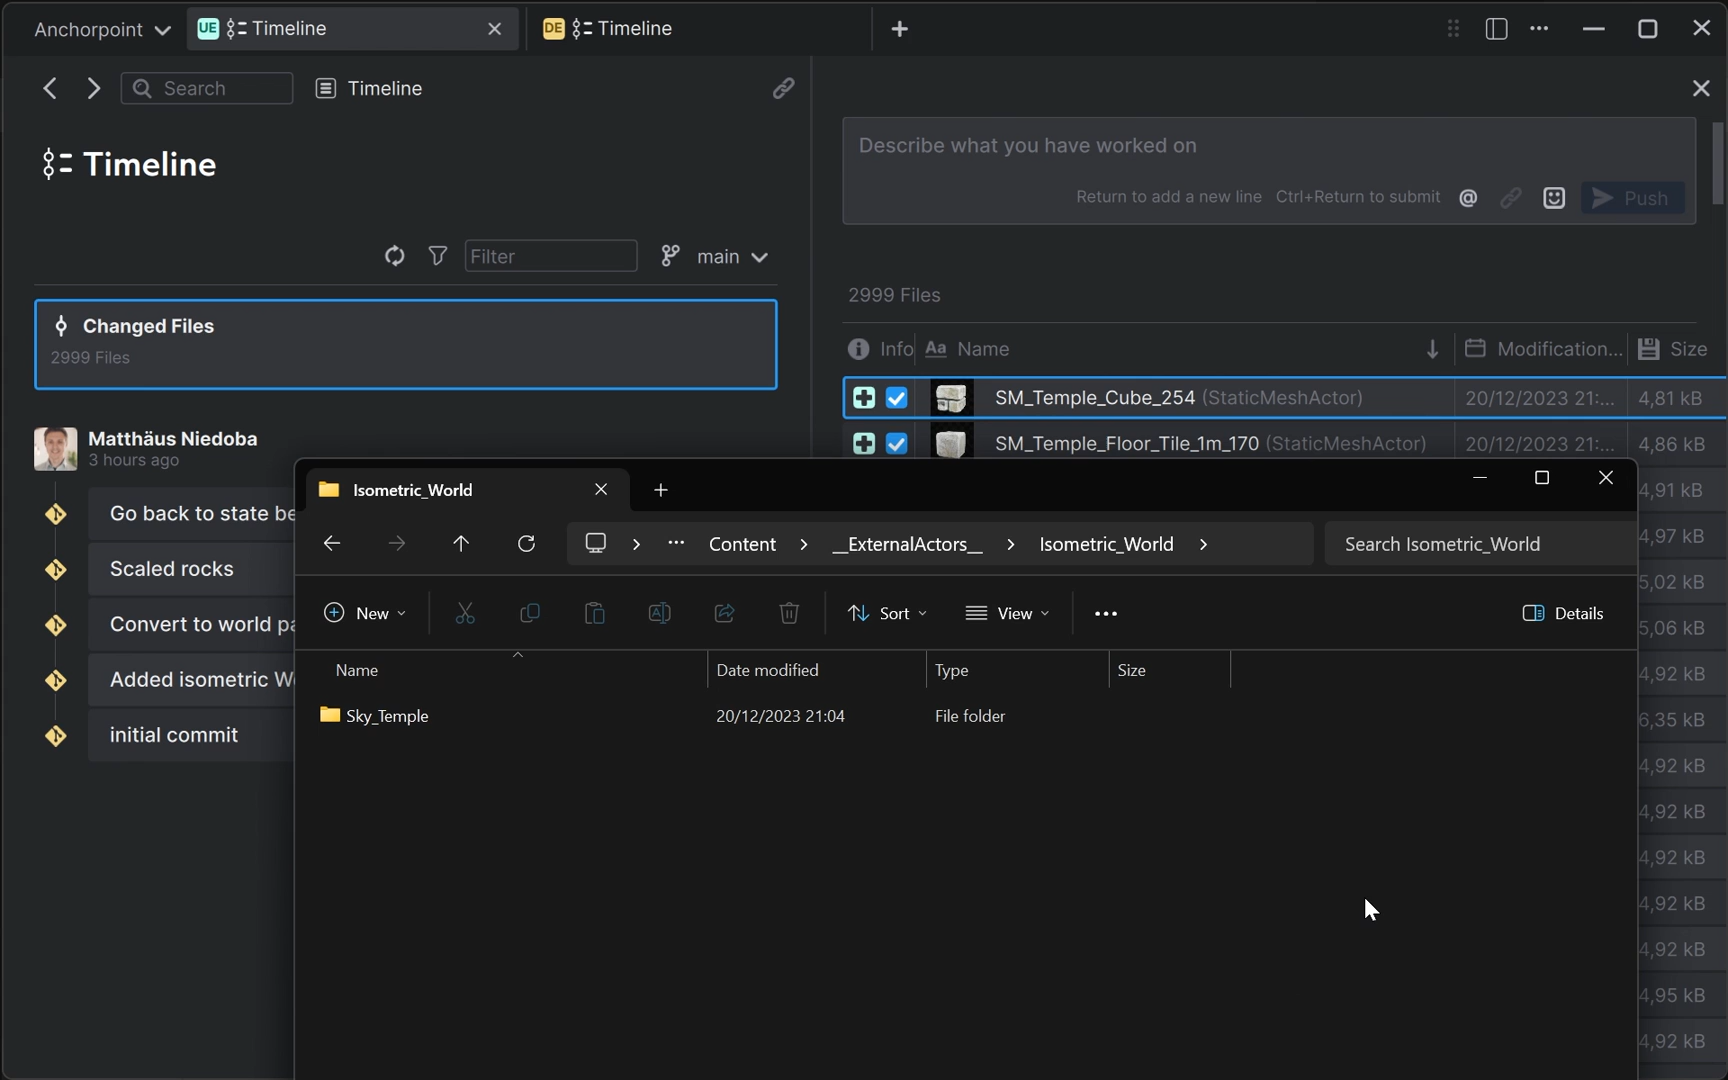 Anchorpoint
UE Timeline
DE Timeline
Search
Timeline
Timeline
Filter
main
Changed Files
2999 Files
Matthäus Niedoba
3 hours ago
Go back to state be
Scaled rocks
Convert to world pa
Added isometric W
initial commit
Describe what you have worked on
Return to add a new line Ctrl+Return to submit @ Push
2999 Files
Info Aa Name Modification... Size
SM_Temple_Cube_254 (StaticMeshActor) 20/12/2023 21:... 4,81 kB
SM_Temple_Floor_Tile_1m_170 (StaticMeshActor) 20/12/2023 21:... 4,86 kB
4,91 kB
4,97 kB
5,02 kB
5,06 kB
4,92 kB
6,35 kB
4,92 kB
4,92 kB
4,92 kB
4,92 kB
4,92 kB
4,95 kB
4,92 kB
Isometric_World
... Content > __ExternalActors__ > Isometric_World >
Search Isometric_World
New Sort View ... Details
Name Date modified Type Size
Sky_Temple 20/12/2023 21:04 File folder